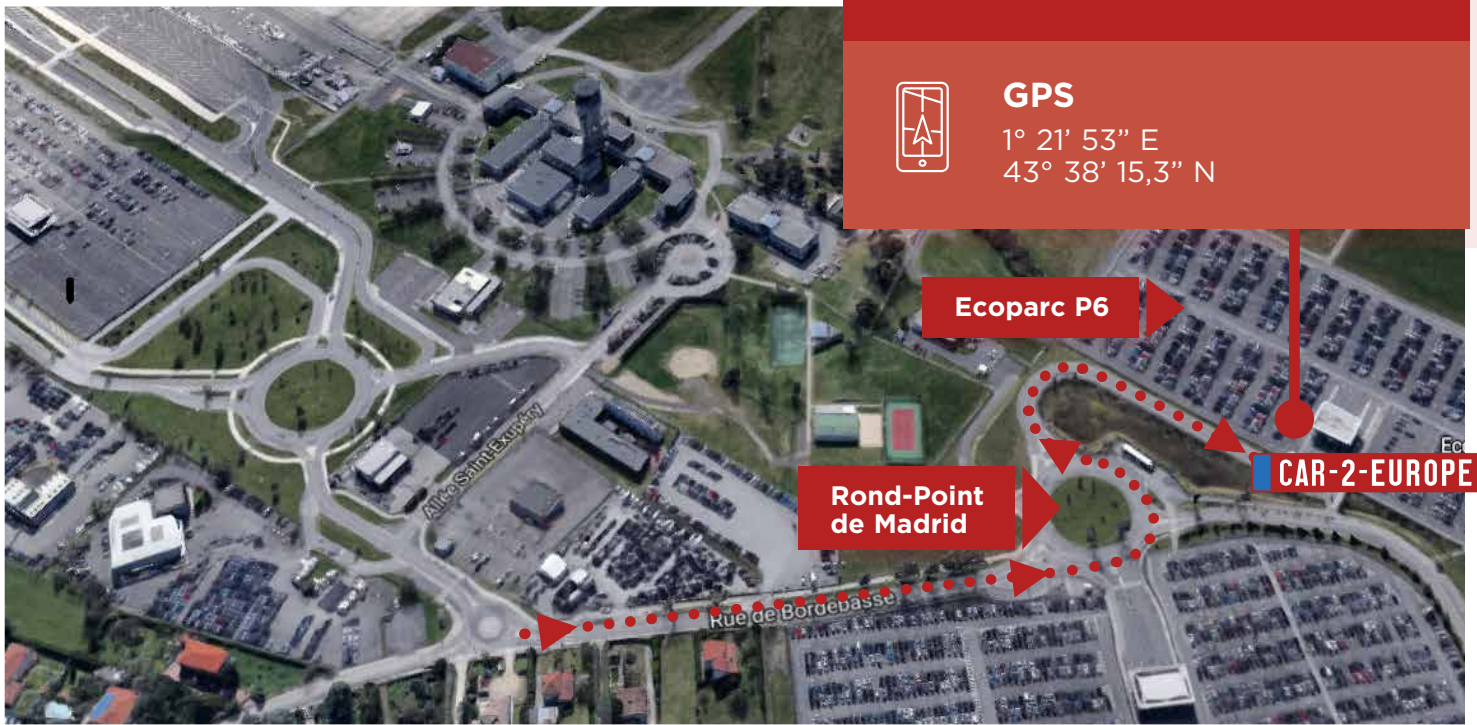 GPS
1° 21’ 53” E
43° 38’ 15,3” N
Ecoparc P6
Allée Saint-Exupéry
Rond-Point
de Madrid
CAR-2-EUROPE
Rue de Bordebasse